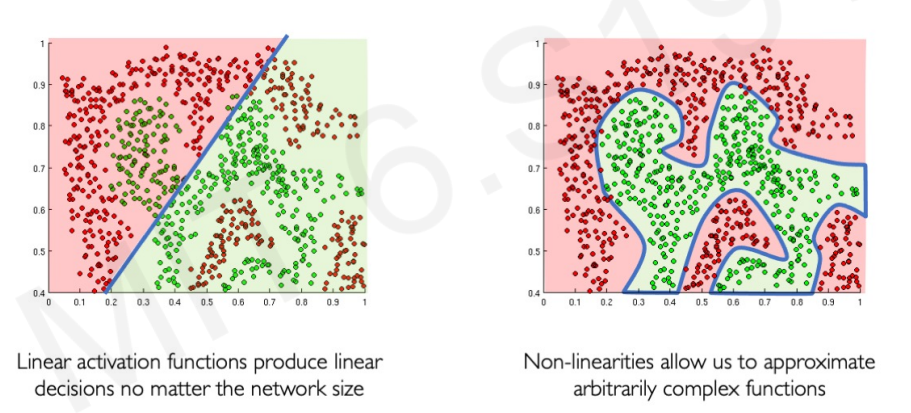 MIT 6.S19
1
0.9
0.8
0.7
0.6
0.5
0.4
0 0.1 0.2 0.3 0.4 0.5 0.6 0.7 0.8 0.9 1
1
0.9
0.8
0.7
0.6
0.5
0.4
0 0.1 0.2 0.3 0.4 0.5 0.6 0.7 0.8 0.9 1
Linear activation functions produce linear
decisions no matter the network size
Non-linearities allow us to approximate
arbitrarily complex functions